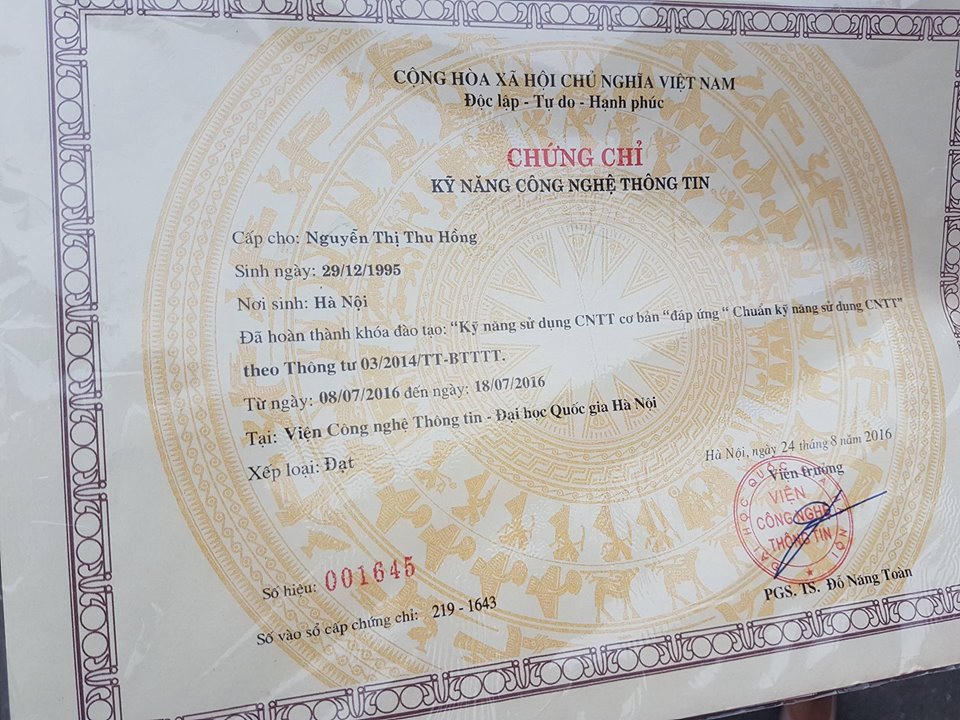 CỘNG HÒA XÃ HỘI CHỦ NGHĨA VIỆT NAM
Độc lập - Tự do - Hạnh phúc
CHỨNG CHỈ
KỸ NĂNG CÔNG NGHỆ THÔNG TIN
Cấp cho: Nguyễn Thị Thu Hồng
Sinh ngày: 29/12/1995
Nơi sinh: Hà Nội
Đã hoàn thành khóa đào tạo: “Kỹ năng sử dụng CNTT cơ bản “đáp ứng “ Chuẩn kỹ năng sử dụng CNTT”
theo Thông tư 03/2014/TT-BTTTT.
Từ ngày: 08/07/2016 đến ngày: 18/07/2016
Tại: Viện Công nghệ Thông tin - Đại học Quốc gia Hà Nội
Xếp loại: Đạt
Hà Nội, ngày 24 tháng 8 năm 2016
Viện trưởng
VIỆN
CÔNG NGHỆ
THÔNG TIN
PGS. TS. Đỗ Năng Toàn
Số hiệu: 001645
Số vào sổ cấp chứng chỉ: 219 - 1643